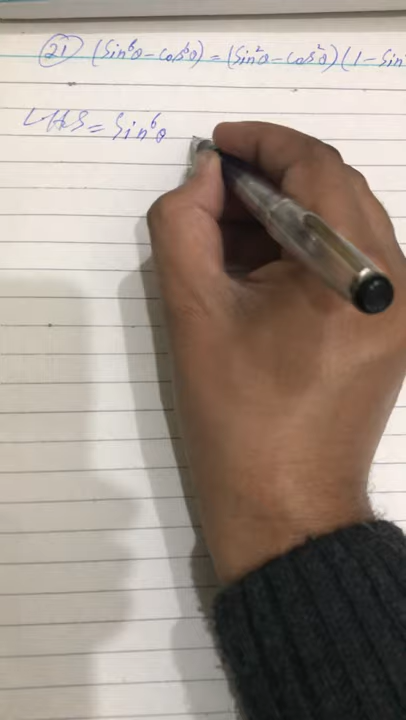 (21) (Sin⁶θ - Cos⁶θ) = (Sin²θ - Cos²θ) (1 - Sin
LHS = Sin⁶θ